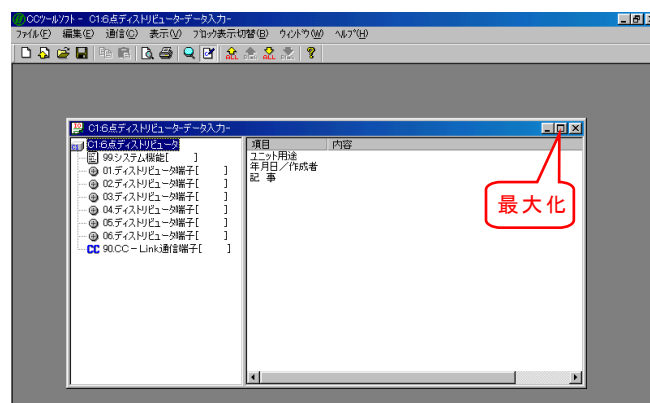 CCツールソフト - C1:6点ディストリビューターデータ入力-
ファイル(F) 編集(E) 通信(C) 表示(V) ブロック表示切替(B) ウィンドウ(W) ヘルプ(H)
C1:6点ディストリビューターデータ入力-
C1:6点ディストリビュータ
99.システム機能[ ]
01.ディストリビュータ端子[ ]
02.ディストリビュータ端子[ ]
03.ディストリビュータ端子[ ]
04.ディストリビュータ端子[ ]
05.ディストリビュータ端子[ ]
06.ディストリビュータ端子[ ]
CC 90.CC-Link通信端子[ ]
項目 内容
ユニット用途
年月日/作成者
記 事
最大化